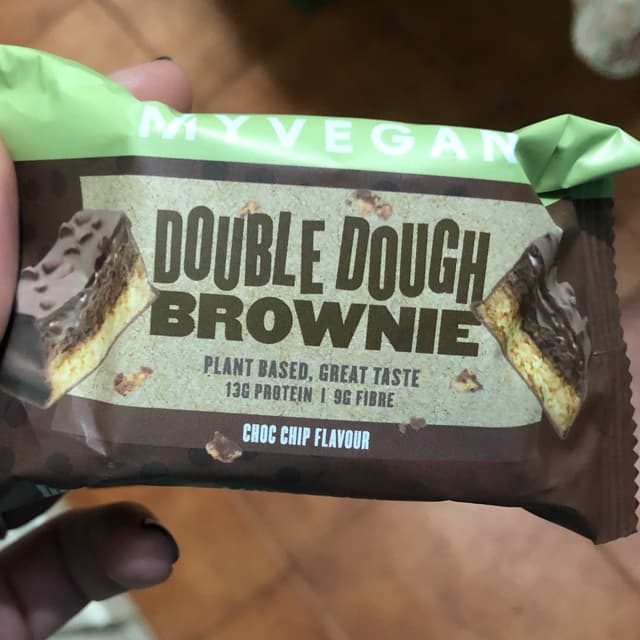 MYVEGAN
DOUBLE DOUGH
BROWNIE
PLANT BASED, GREAT TASTE
13G PROTEIN | 9G FIBRE
CHOC CHIP FLAVOUR